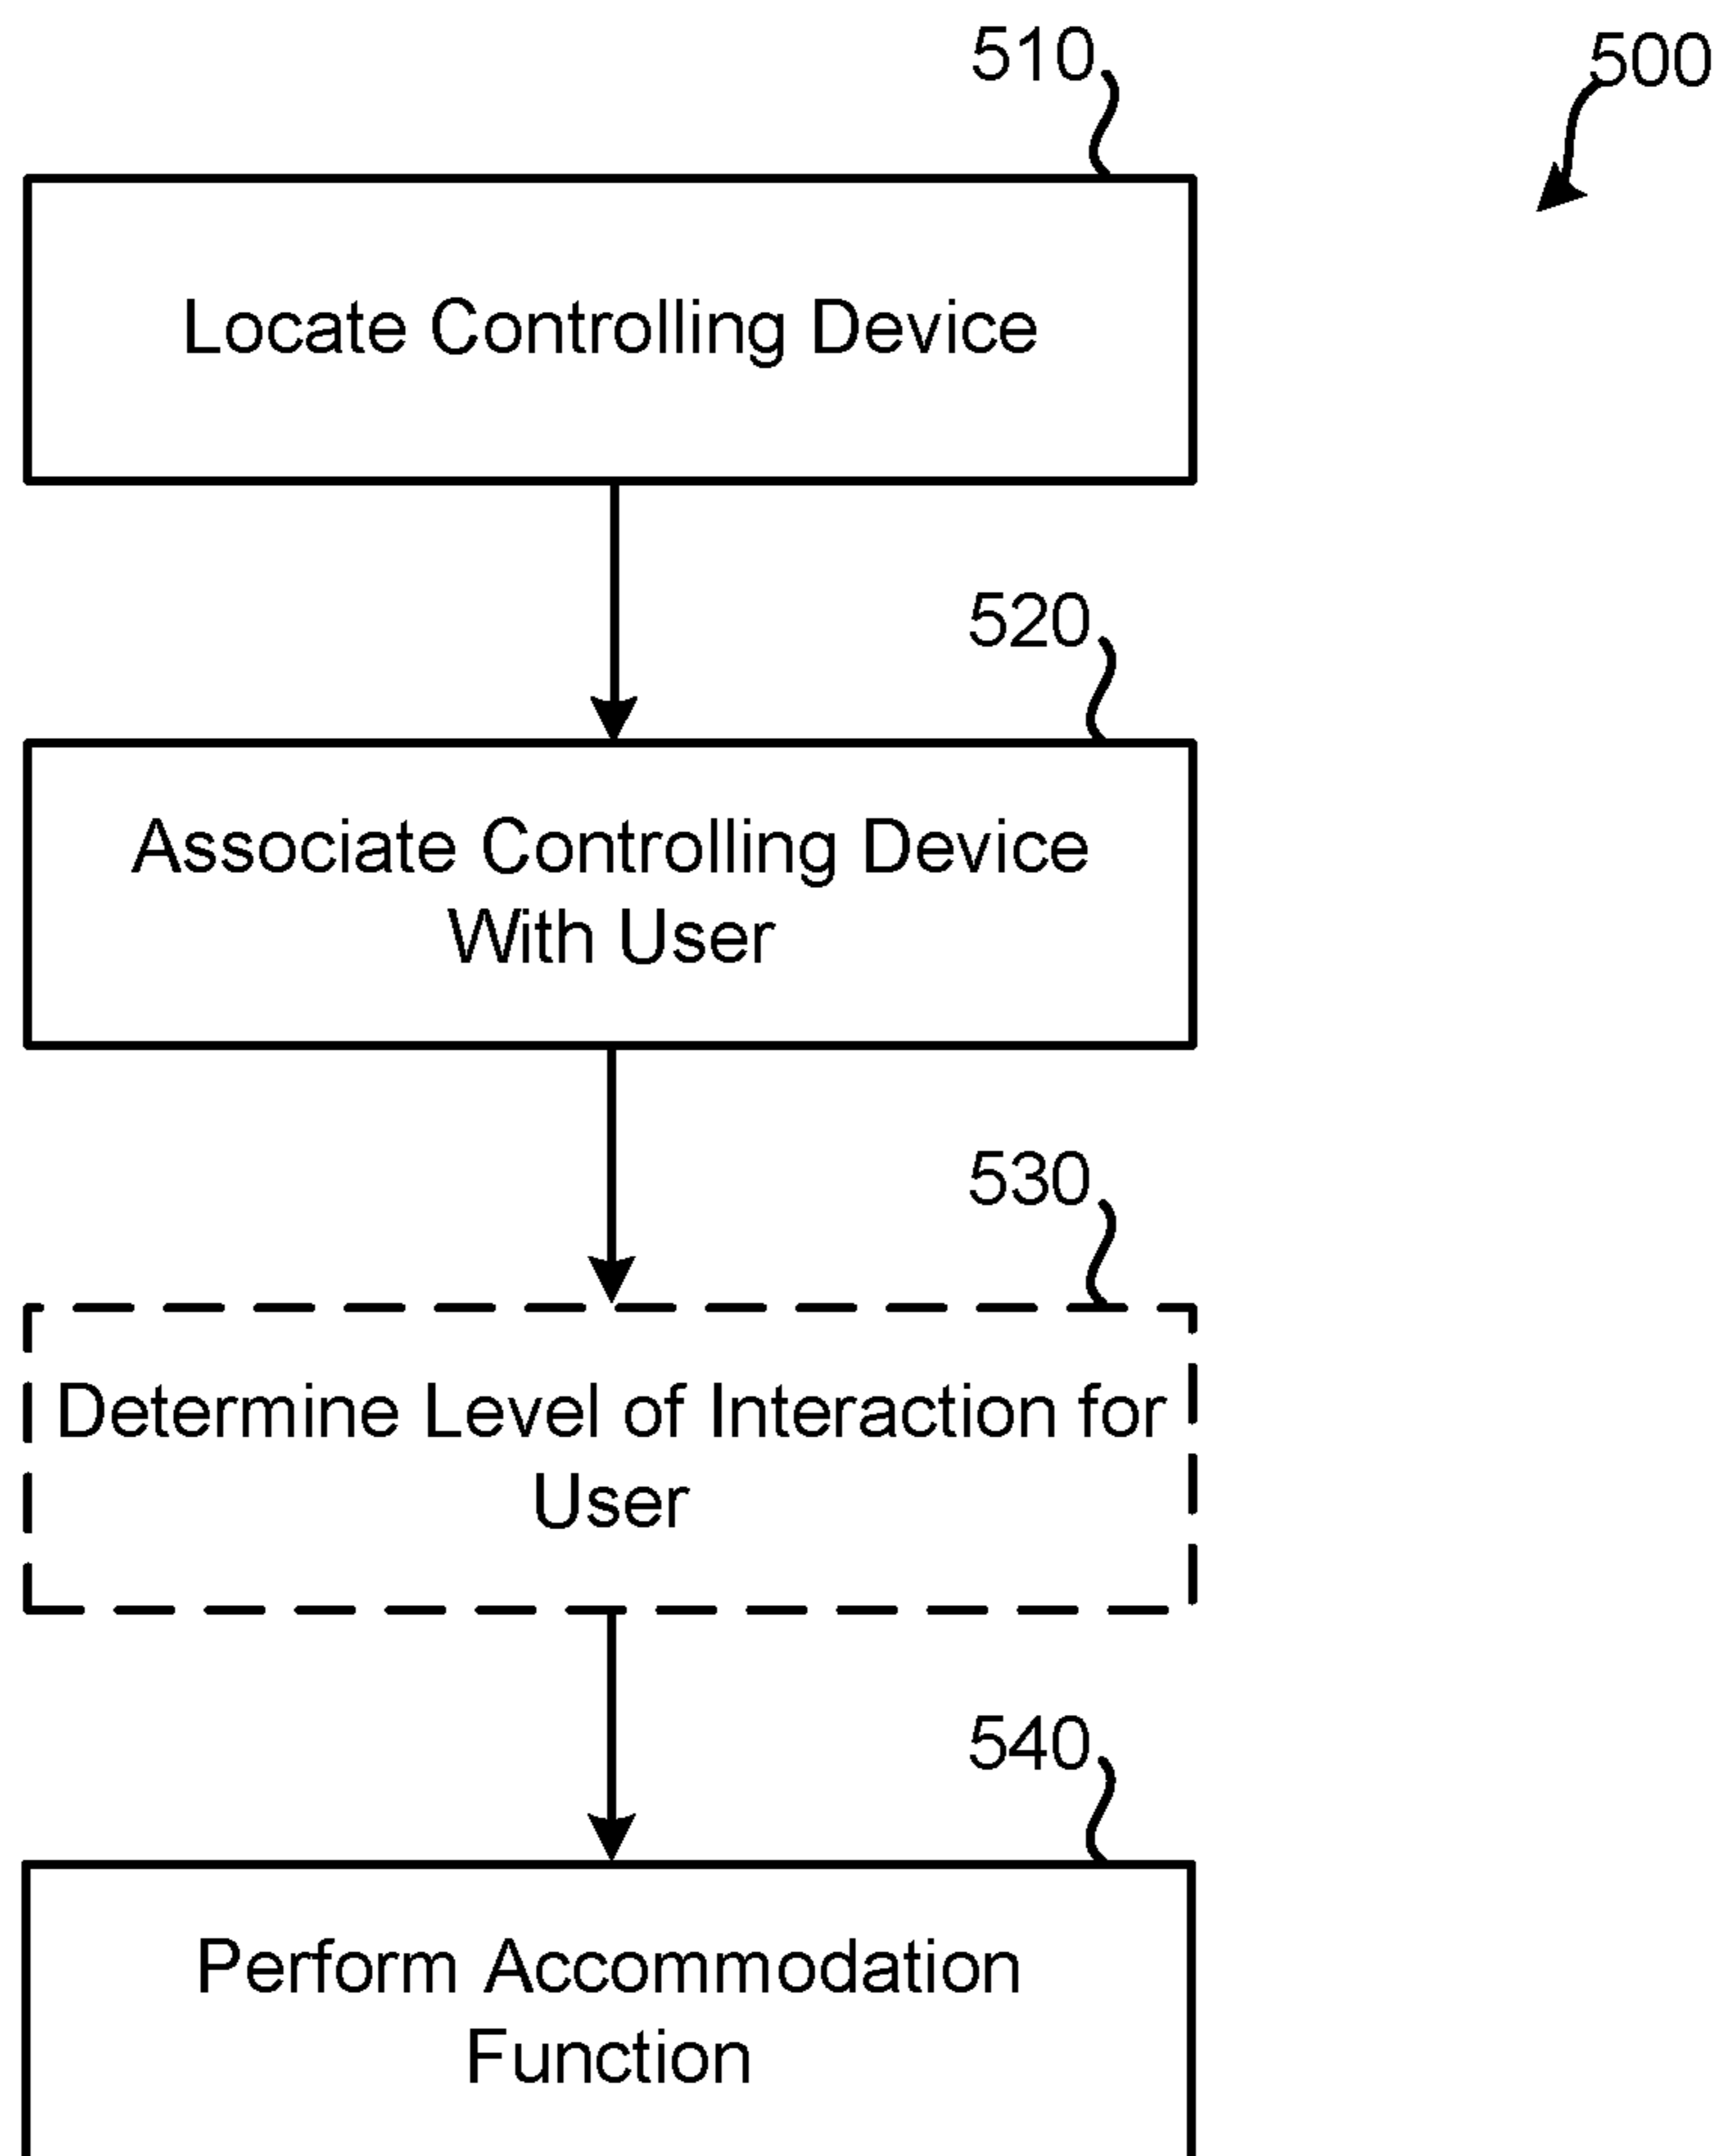 510
500
Locate Controlling Device
520
Associate Controlling Device
With User
530
Determine Level of Interaction for
User
540
Perform Accommodation
Function